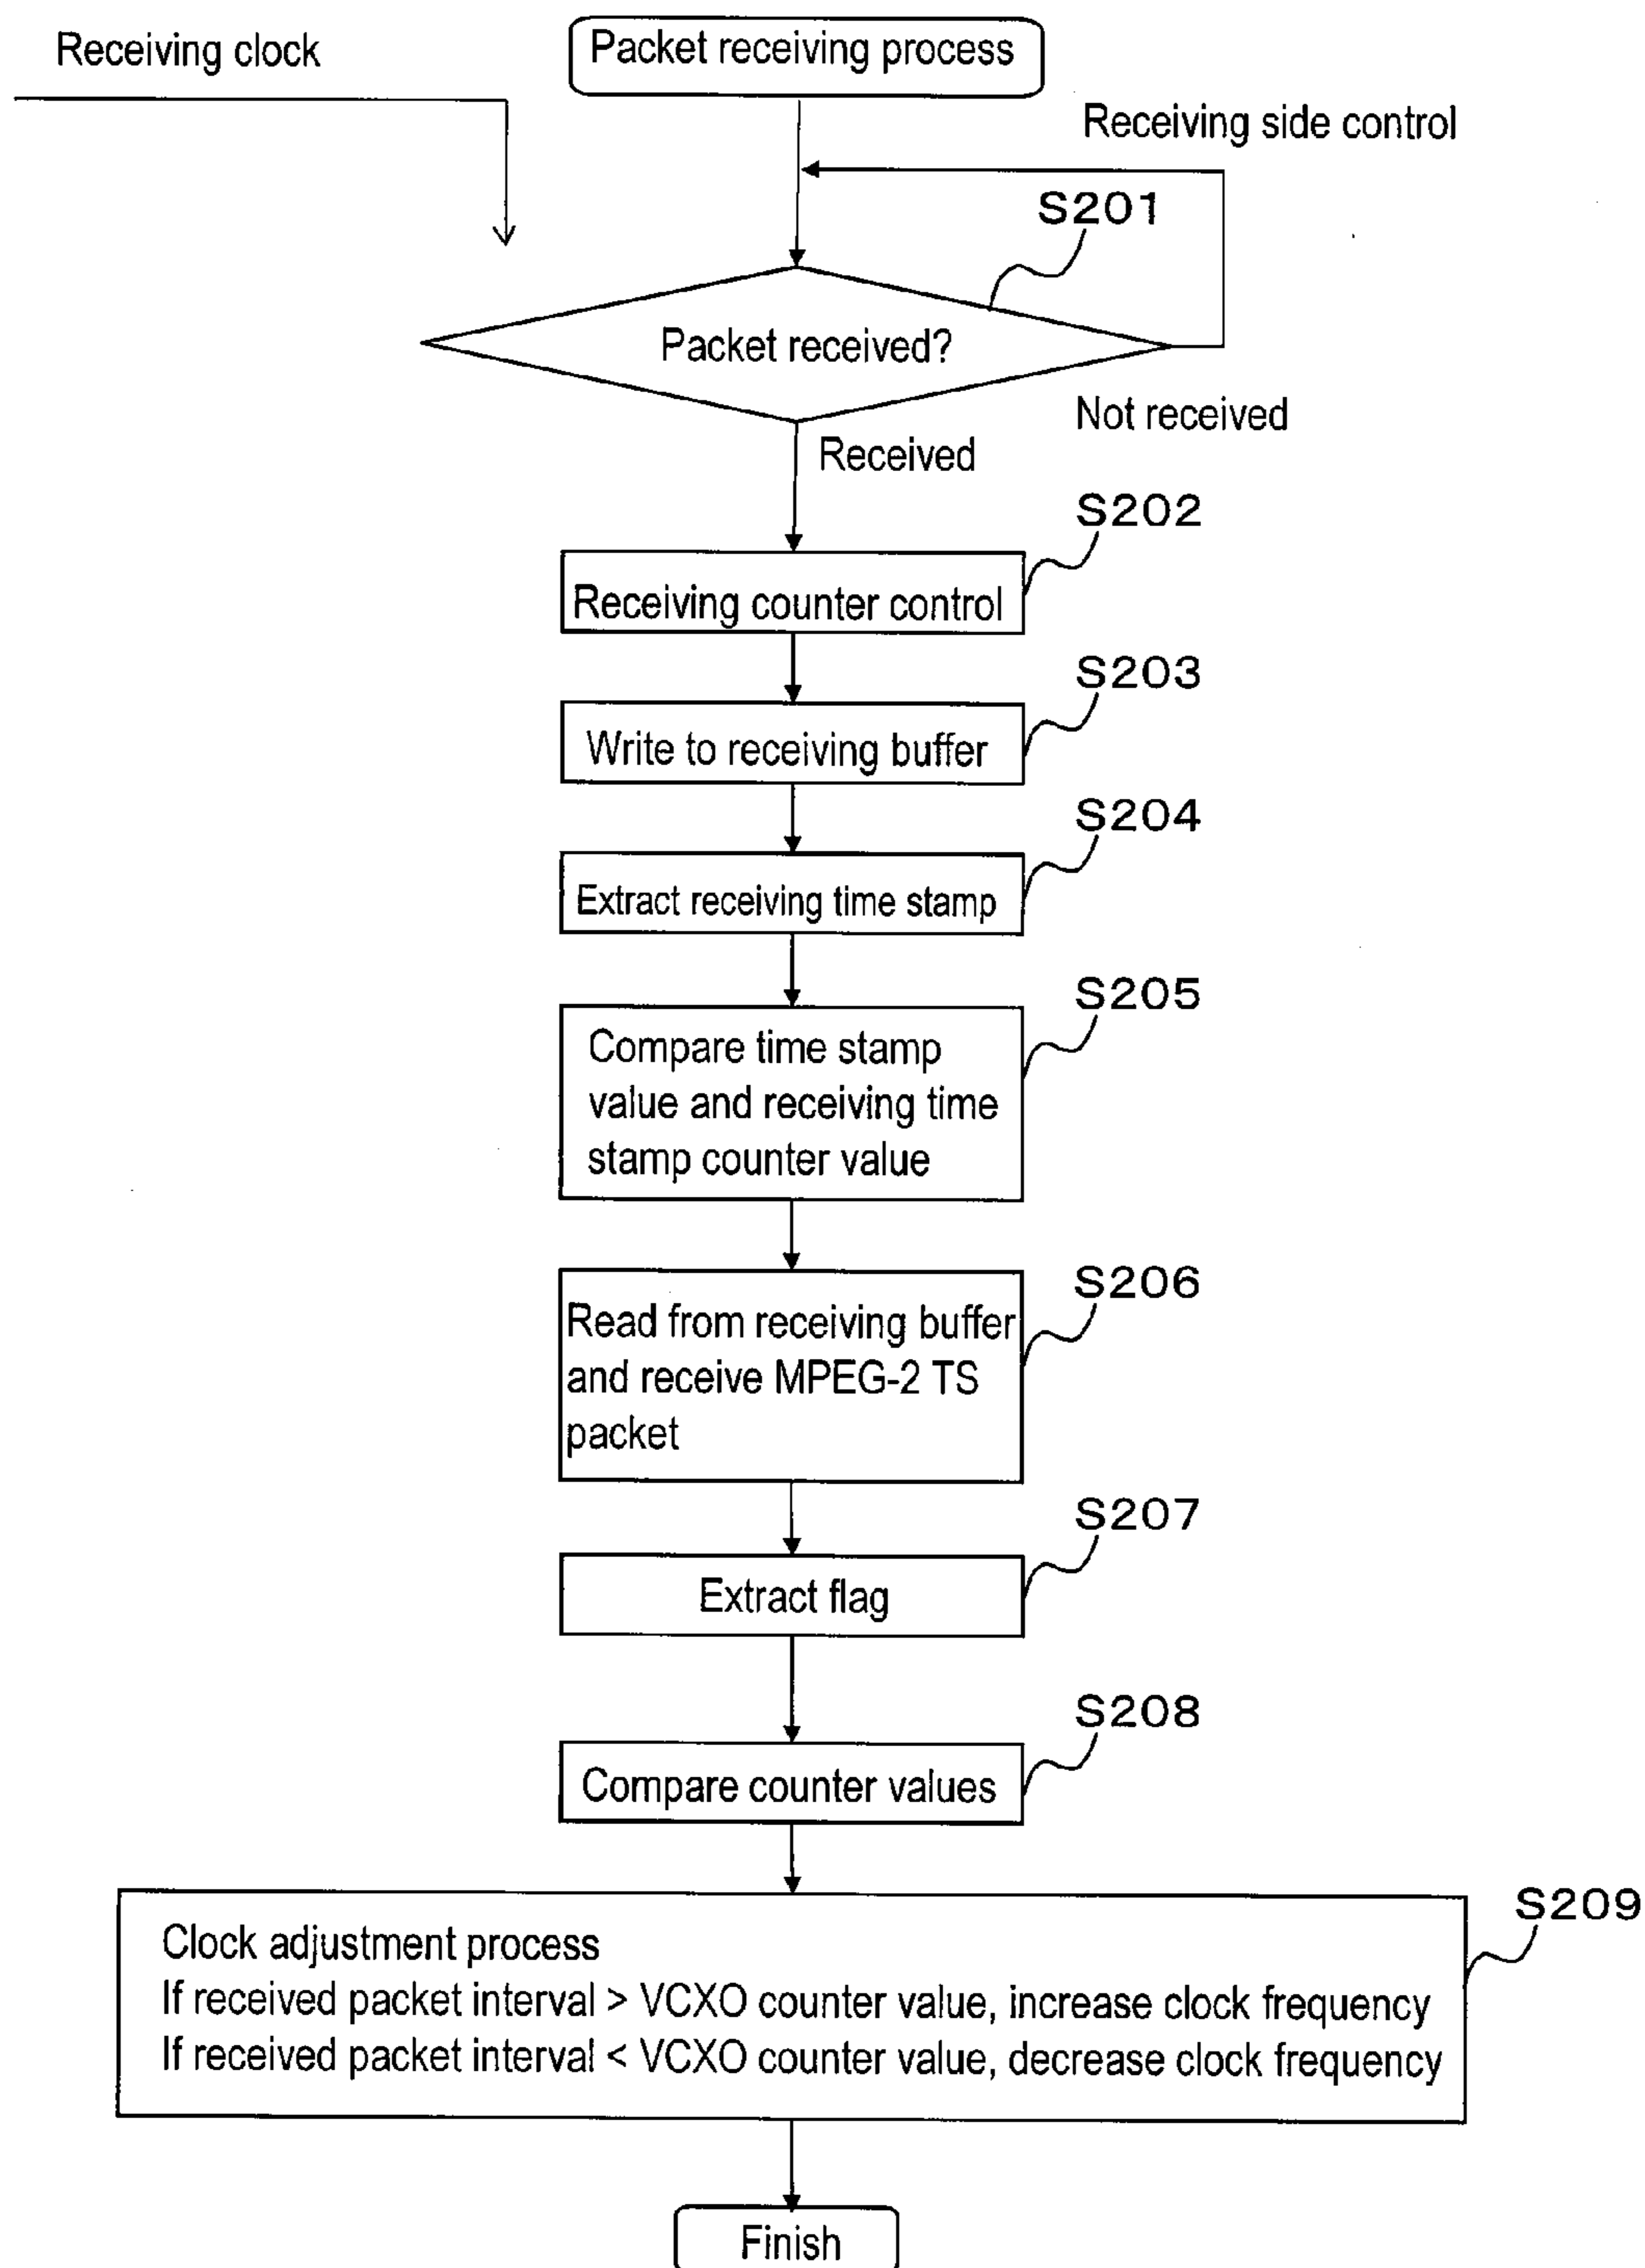 Receiving clock
Packet receiving process
Receiving side control
S201
Packet received?
Not received
Received
S202
Receiving counter control
S203
Write to receiving buffer
S204
Extract receiving time stamp
S205
Compare time stamp
value and receiving time
stamp counter value
S206
Read from receiving buffer
and receive MPEG-2 TS
packet
S207
Extract flag
S208
Compare counter values
S209
Clock adjustment process
If received packet interval > VCXO counter value, increase clock frequency
If received packet interval < VCXO counter value, decrease clock frequency
Finish